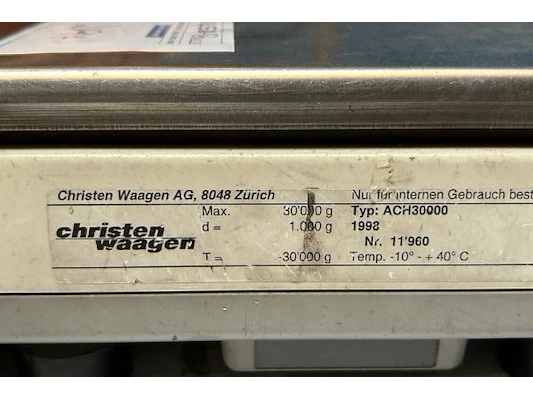 Christen Waagen AG, 8048 Zürich Nur für internen Gebrauch best
christen
waagen
Max. 30'000 g Typ: ACH30000
d = 1.000 g 1998
Nr. 11'960
T = -30'000 g Temp. -10° - + 40° C